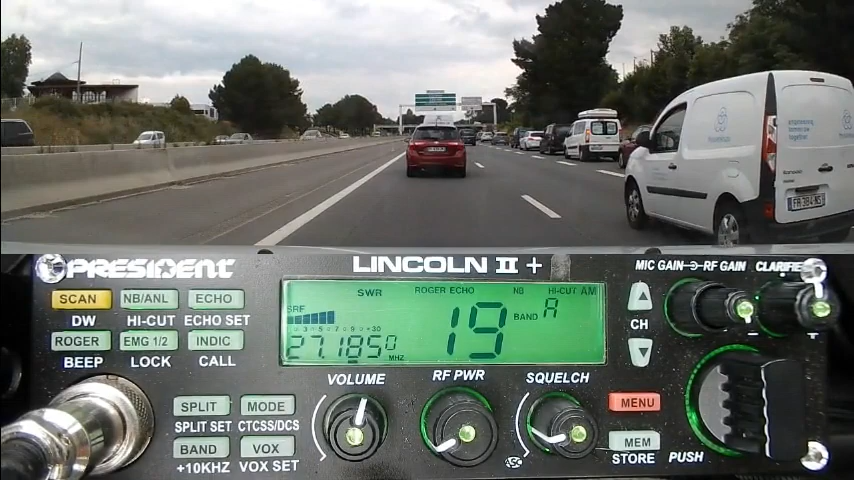 FR-384-NS
PRESIDENT
LINCOLN II +
MIC GAIN RF GAIN CLARIFIER
SCAN NB/ANL ECHO
DW HI-CUT ECHO SET
ROGER EMG 1/2 INDIC
BEEP LOCK CALL
SWR ROGER ECHO NB HI-CUT AM
SRF
19 BAND A
27.1850 MHZ
CH
SPLIT MODE
SPLIT SET CTCSS/DCS
BAND VOX
+10KHZ VOX SET
VOLUME RF PWR SQUELCH
ASC
MENU
MEM
STORE PUSH